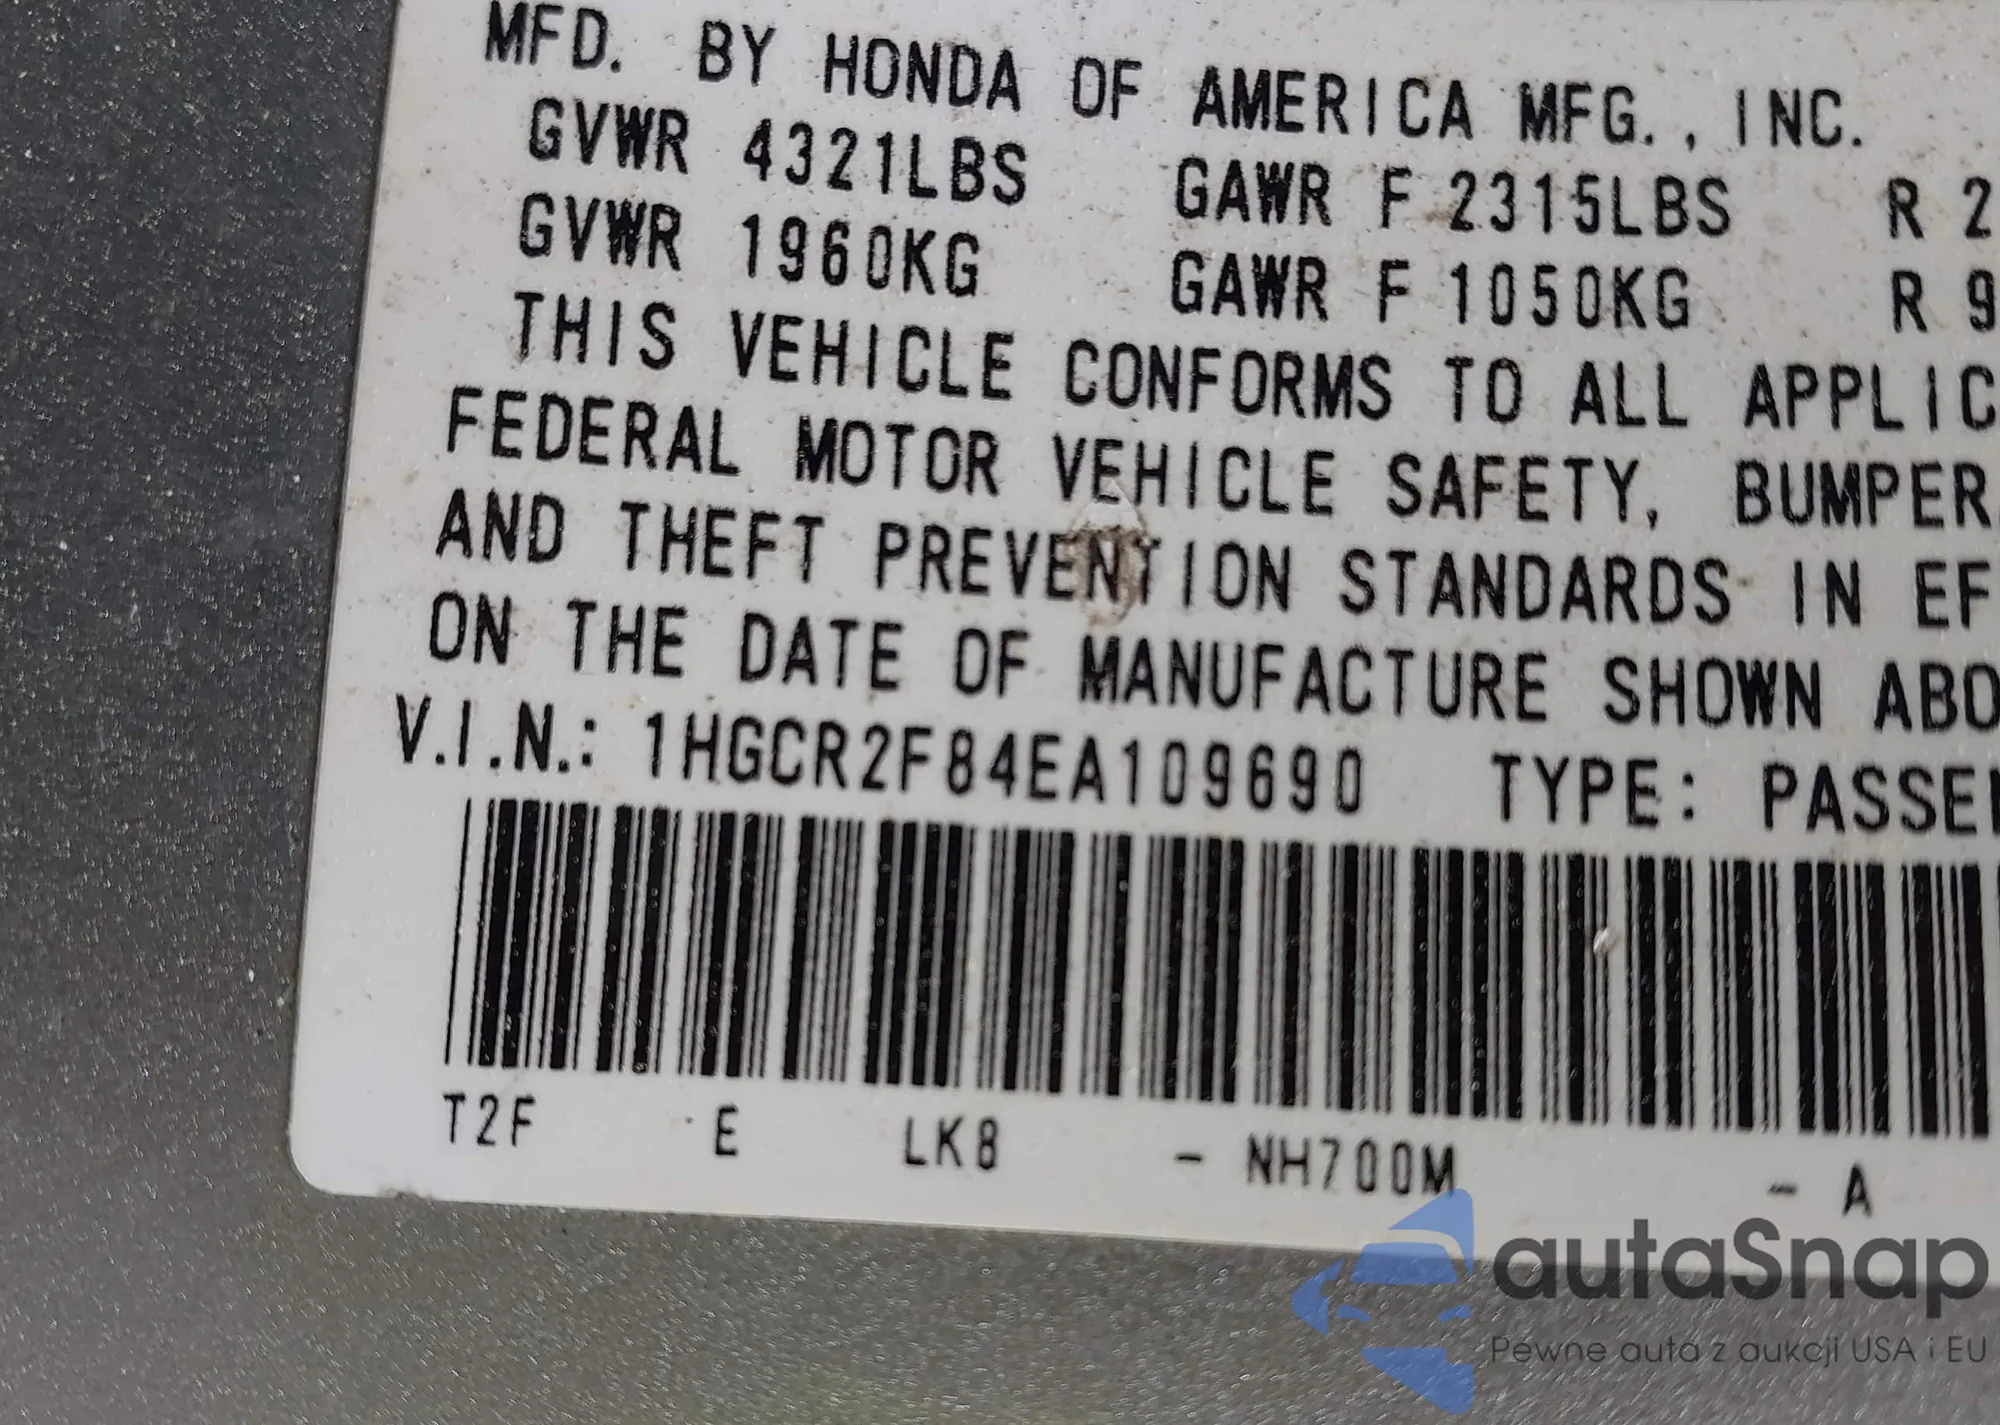 MFD. BY HONDA OF AMERICA MFG., INC.
GVWR 4321LBS GAWR F 2315LBS R 2
GVWR 1960KG GAWR F 1050KG R 9
THIS VEHICLE CONFORMS TO ALL APPLIC
FEDERAL MOTOR VEHICLE SAFETY, BUMPER,
AND THEFT PREVENTION STANDARDS IN EF
ON THE DATE OF MANUFACTURE SHOWN ABO
V.I.N.: 1HGCR2F84EA109690 TYPE: PASSEN
T2F E LK8 - NH700M - A
autaSnap
Pewne auta z aukcji USA i EU